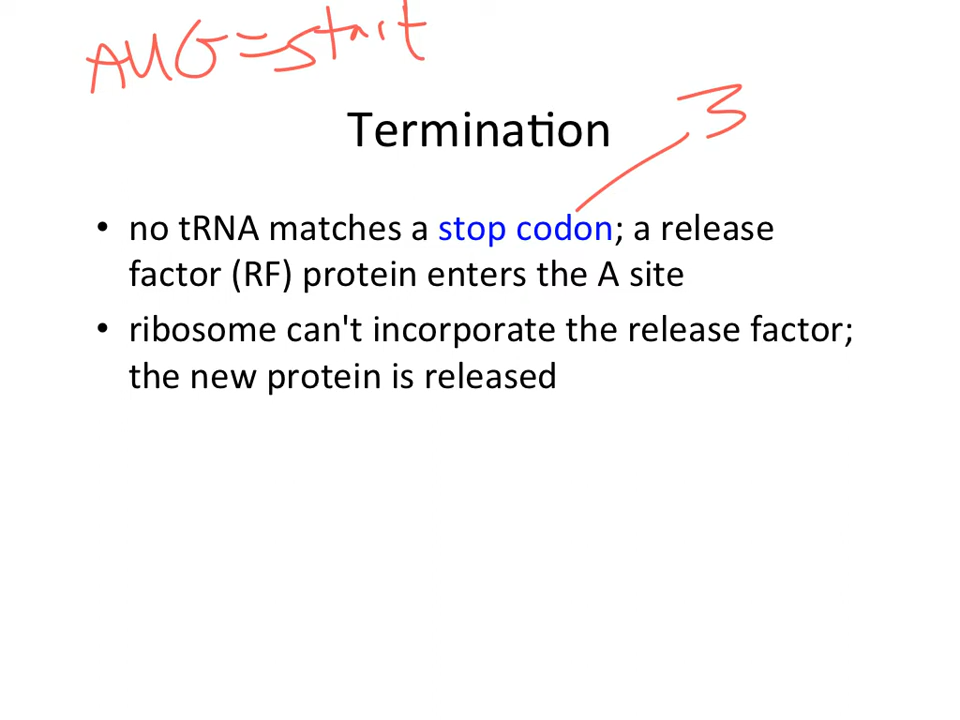 AUG=start
3
Termination
• no tRNA matches a stop codon; a release
factor (RF) protein enters the A site
• ribosome can't incorporate the release factor;
the new protein is released